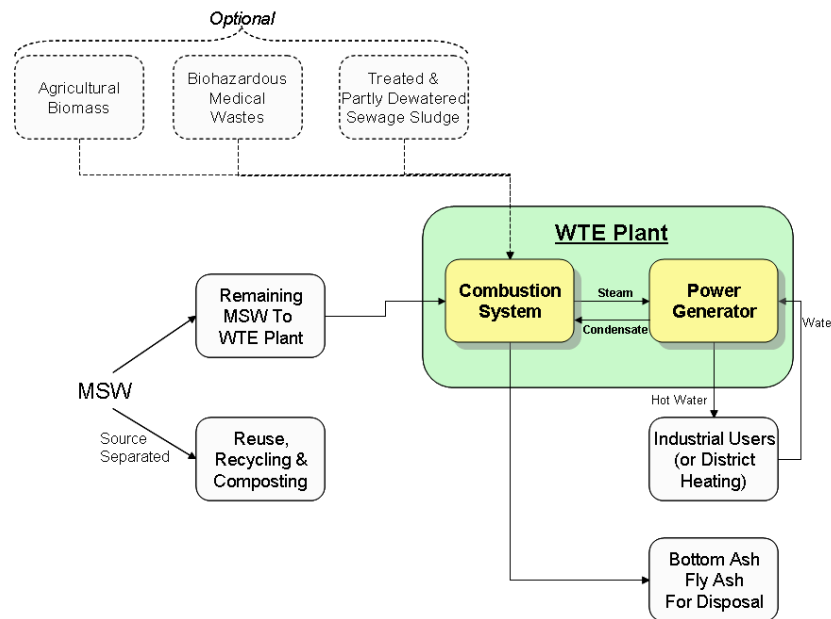 Optional
Agricultural
Biomass
Biohazardous
Medical
Wastes
Treated &
Partly Dewatered
Sewage Sludge
WTE Plant
Combustion
System
Steam
Condensate
Power
Generator
Wate
Remaining
MSW To
WTE Plant
MSW
Source
Separated
Reuse,
Recycling &
Composting
Hot Water
Industrial Users
(or District
Heating)
Bottom Ash
Fly Ash
For Disposal